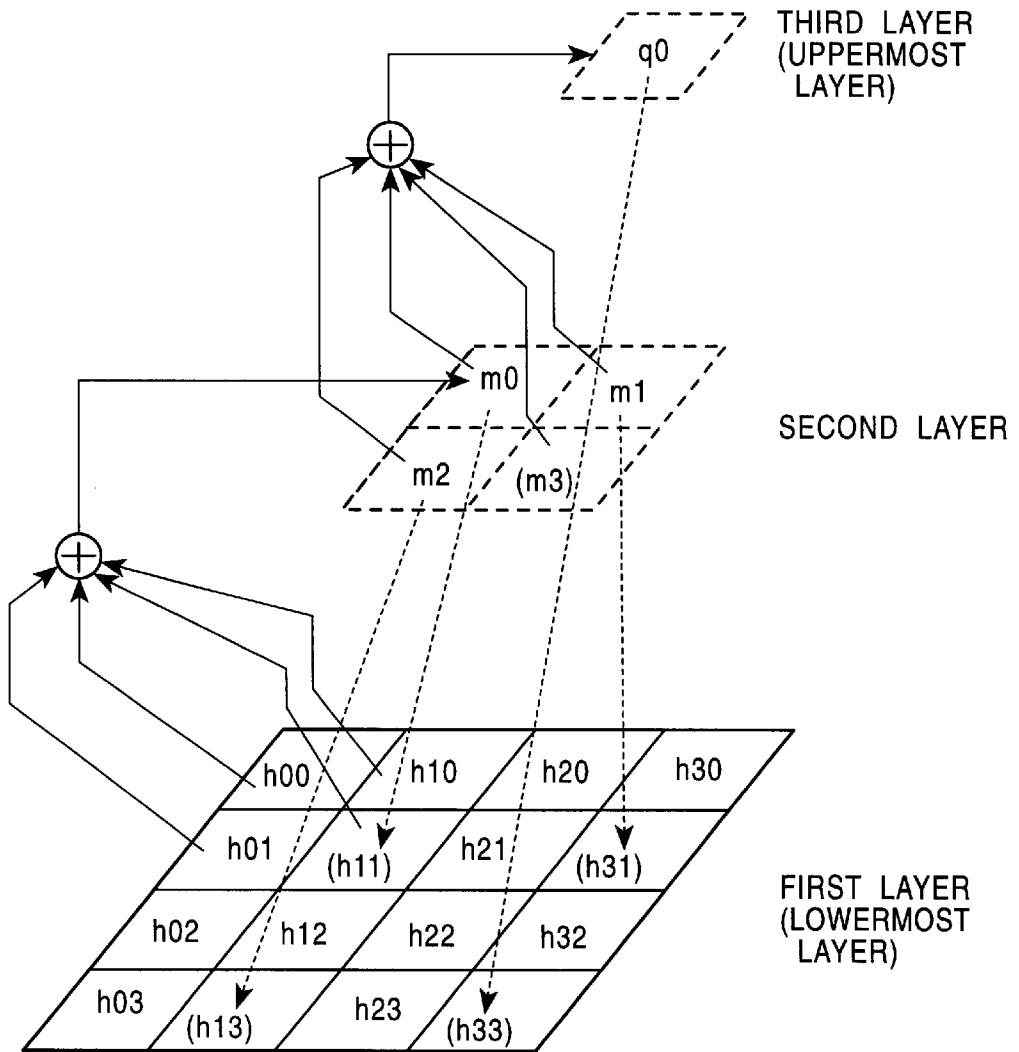 THIRD LAYER
(UPPERMOST
LAYER)
q0
m0
m1
SECOND LAYER
m2
(m3)
h00
h10
h20
h30
h01
(h11)
h21
(h31)
FIRST LAYER
(LOWERMOST
LAYER)
h02
h12
h22
h32
h03
(h13)
h23
(h33)